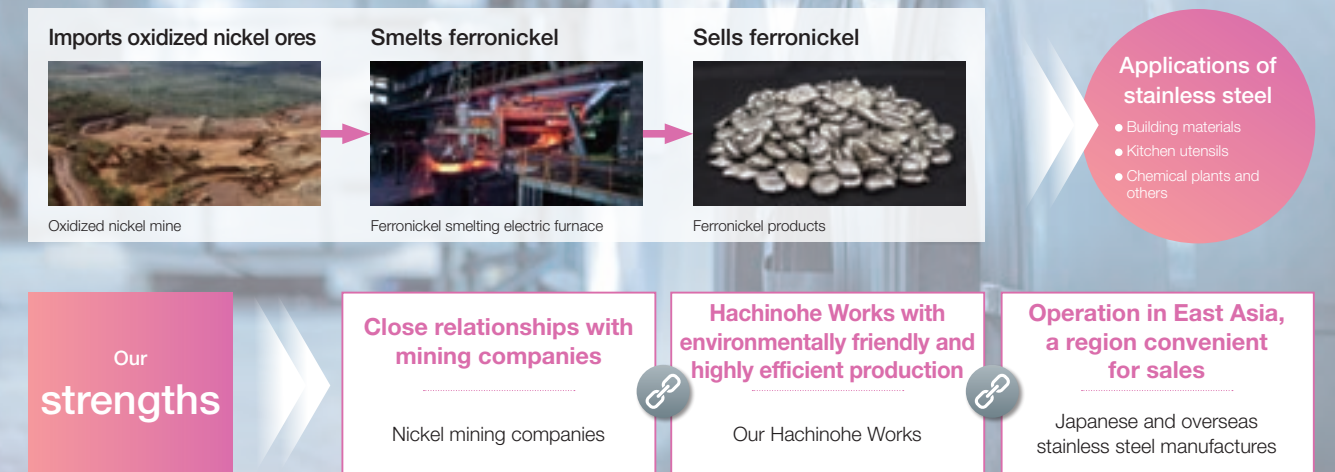 Imports oxidized nickel ores
Smelts ferronickel
Sells ferronickel
Oxidized nickel mine
Ferronickel smelting electric furnace
Ferronickel products
Applications of
stainless steel
● Building materials
● Kitchen utensils
● Chemical plants and
others
Our
strengths
Close relationships with
mining companies
Nickel mining companies
Hachinohe Works with
environmentally friendly and
highly efficient production
Our Hachinohe Works
Operation in East Asia,
a region convenient
for sales
Japanese and overseas
stainless steel manufactures